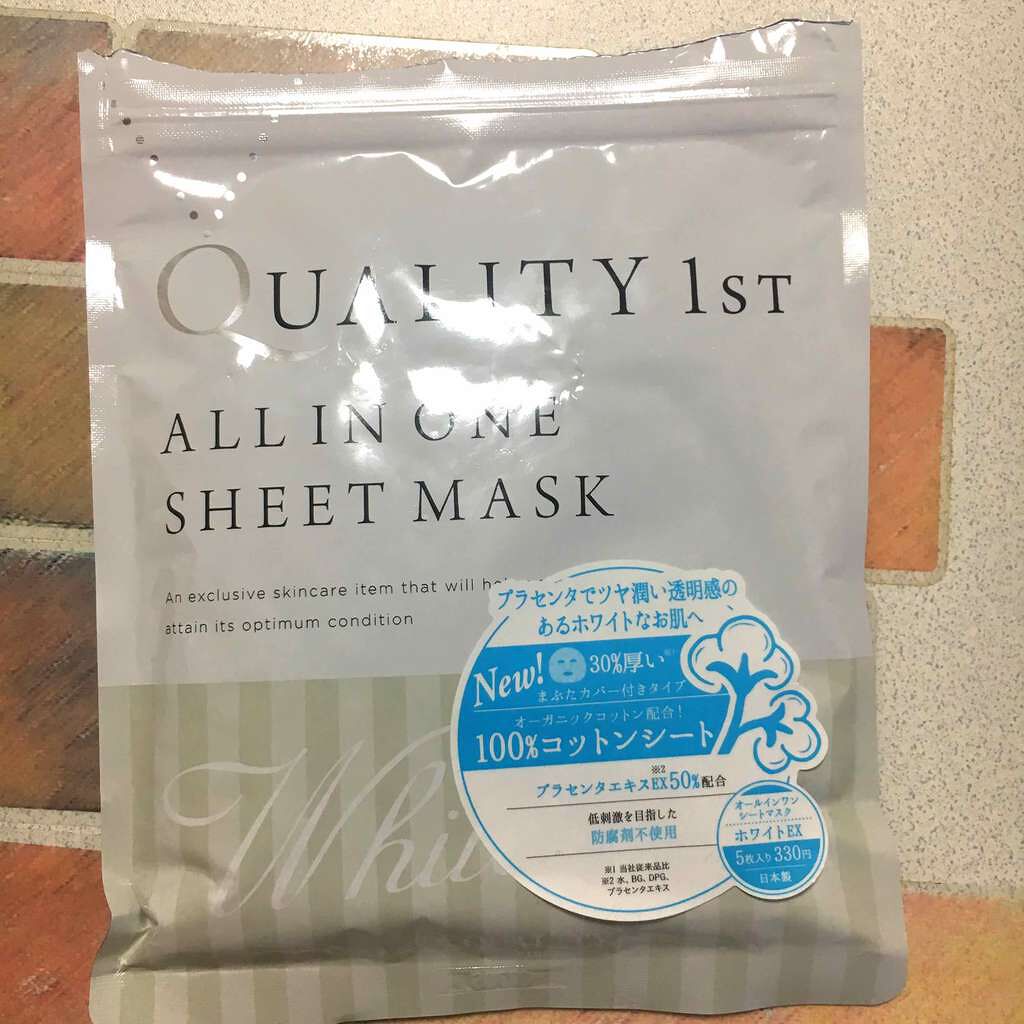 QUALITY 1ST
ALL IN ONE
SHEET MASK
An exclusive skincare item that will
attain its optimum condition
プラセンタでツヤ潤い透明感の
あるホワイトなお肌へ
New! 30%厚い
まぶたカバー付きタイプ
オーガニックコットン配合!
100%コットンシート
※2
プラセンタエキスEX50%配合
低刺激を目指した
防腐剤不使用
※1 当社従来品比
※2 水、BG、DPG、
プラセンタエキス
オールインワン
シートマスク
ホワイトEX
5枚入り 330円
日本製